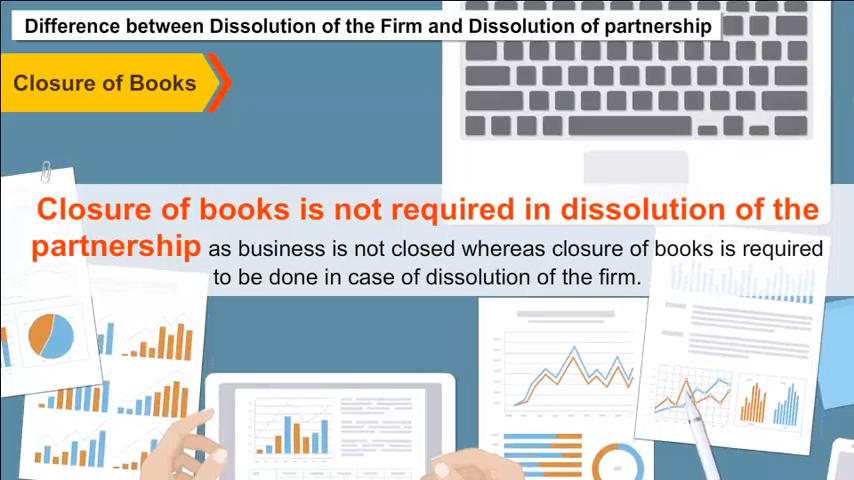 Difference between Dissolution of the Firm and Dissolution of partnership
Closure of Books
Closure of books is not required in dissolution of the
partnership as business is not closed whereas closure of books is required
to be done in case of dissolution of the firm.